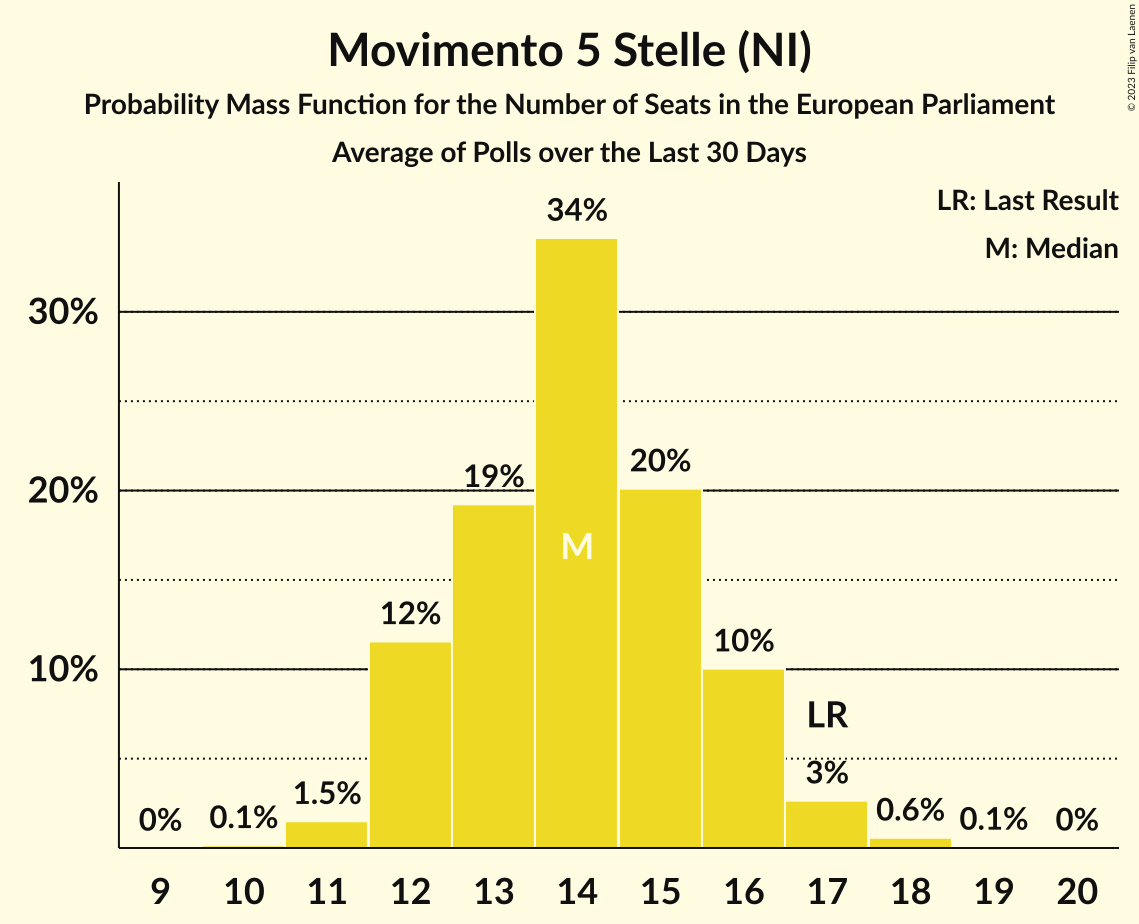 © 2023 Filip van Laenen
Movimento 5 Stelle (NI)
Probability Mass Function for the Number of Seats in the European Parliament
Average of Polls over the Last 30 Days
LR: Last Result
M: Median
34%
30%
20%
19%
20%
M
12%
10%
10%
LR
3%
1.5%
0.6%
0%
0.1%
0.1%
0%
9 10 11 12 13 14 15 16 17 18 19 20